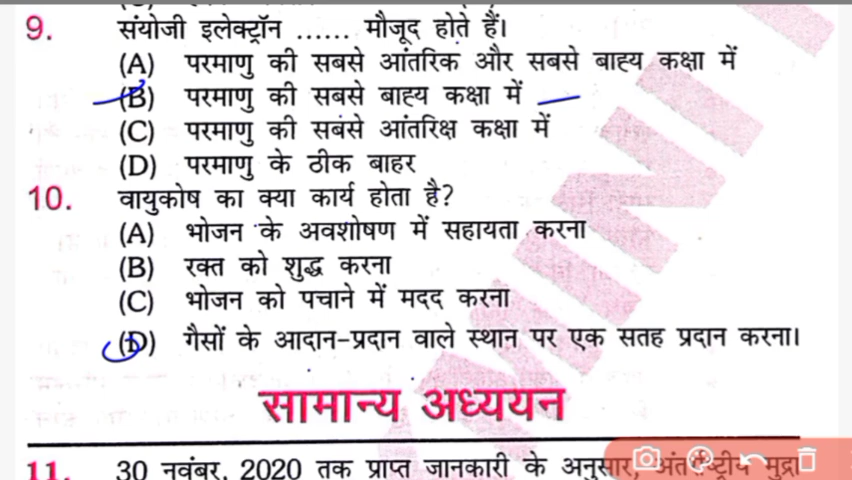 9. संयोजी इलेक्ट्रॉन ...... मौजूद होते हैं।
(A) परमाणु की सबसे आंतरिक और सबसे बाह्य कक्षा में
(B) परमाणु की सबसे बाह्य कक्षा में
(C) परमाणु की सबसे आंतरिक्ष कक्षा में
(D) परमाणु के ठीक बाहर
10. वायुकोष का क्या कार्य होता है?
(A) भोजन के अवशोषण में सहायता करना
(B) रक्त को शुद्ध करना
(C) भोजन को पचाने में मदद करना
(D) गैसों के आदान-प्रदान वाले स्थान पर एक सतह प्रदान करना।
सामान्य अध्ययन
11. 30 नवंबर, 2020 तक प्राप्त जानकारी के अनुसार, अंतर्राष्ट्रीय मुद्रा